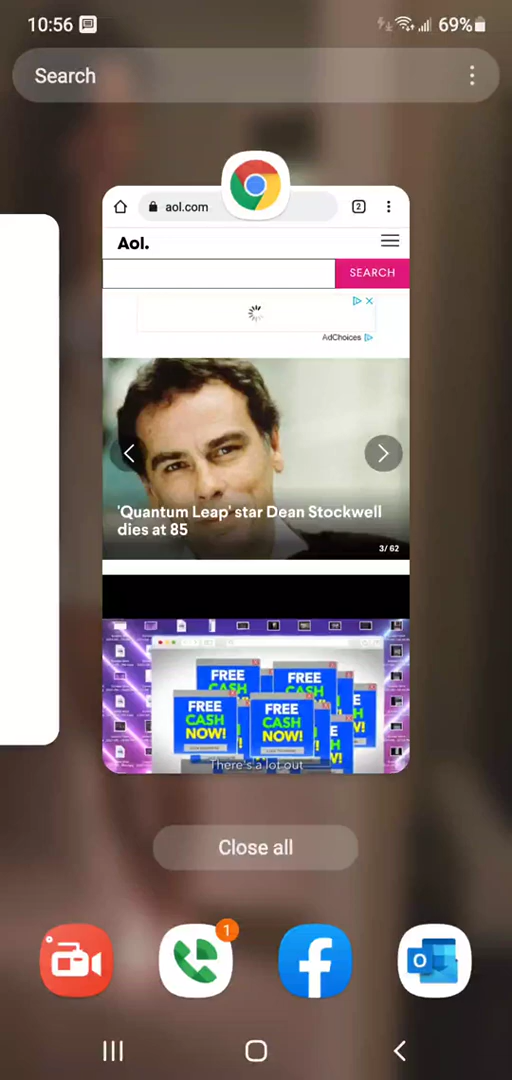 10:56
69%
Search
2
aol.com
Aol.
SEARCH
AdChoices
'Quantum Leap' star Dean Stockwell
dies at 85
3/62
FREE
CASH
NOW!
FREE
CASH
NOW!
FREE
CASH
NOW!
FREE
CASH
NOW!
There's a lot out
Close all
1
O